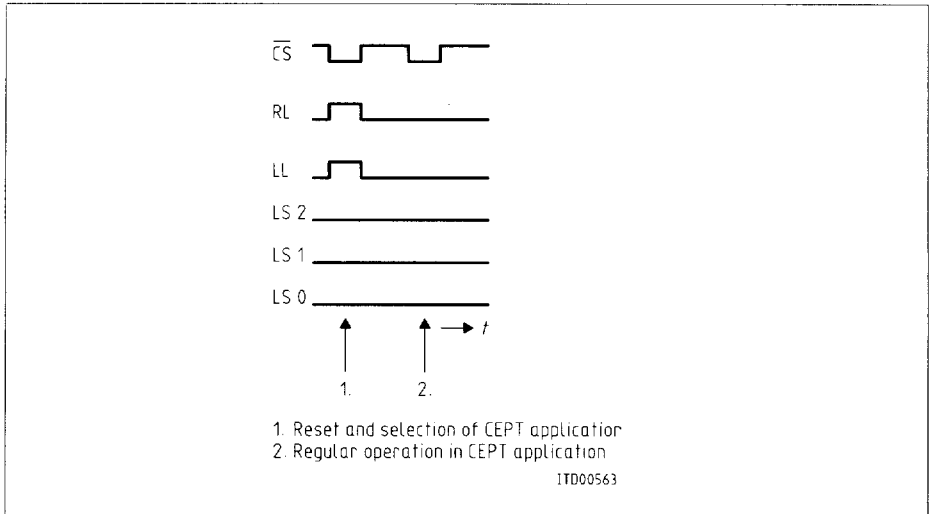 CS
RL
LL
LS 2
LS 1
LS 0
t
1. 2.
1. Reset and selection of CEPT applicatior
2. Regular operation in CEPT application
ITD00563